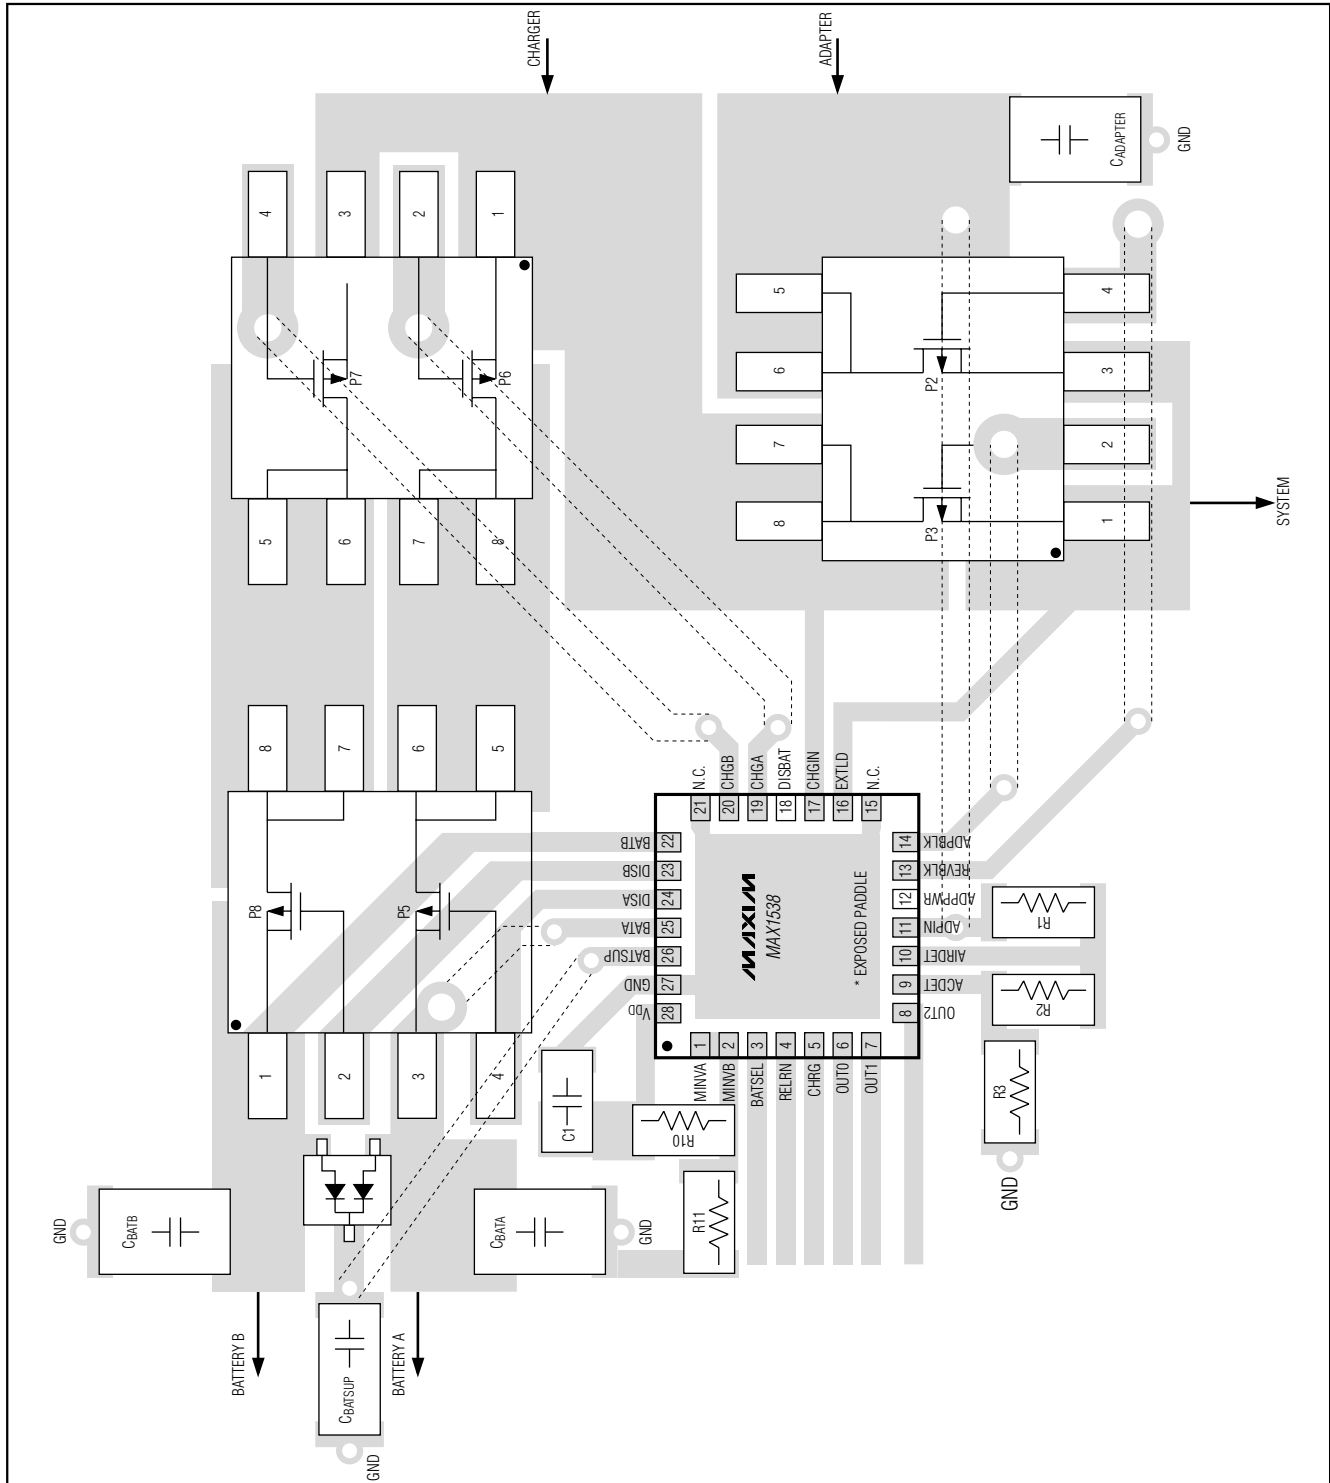 CHARGER
ADAPTER
CADAPTER
GND
4
3
2
1
P7
P6
5
6
7
8
5
6
7
8
P2
P3
4
3
2
1
SYSTEM
8
7
6
5
P8
P5
1
2
3
4
N.C.
CHGB
CHGA
DISBAT
CHGIN
EXTLD
N.C.
21
20
19
18
17
16
15
BATB
DISB
DISA
BATA
BATSUP
GND
VDD
22
23
24
25
26
27
28
MAXIM
MAX1538
* EXPOSED PADDLE
14
13
12
11
10
9
8
ADPBLK
REVBLK
ADPPWR
ADPIN
AIRDET
ACDET
OUT2
1
2
3
4
5
6
7
MINVA
MINVB
BATSEL
RELRN
CHRG
OUT0
OUT1
R1
R2
R3
GND
C1
R10
R11
CBATB
GND
CBATA
GND
CBATSUP
GND
BATTERY B
BATTERY A